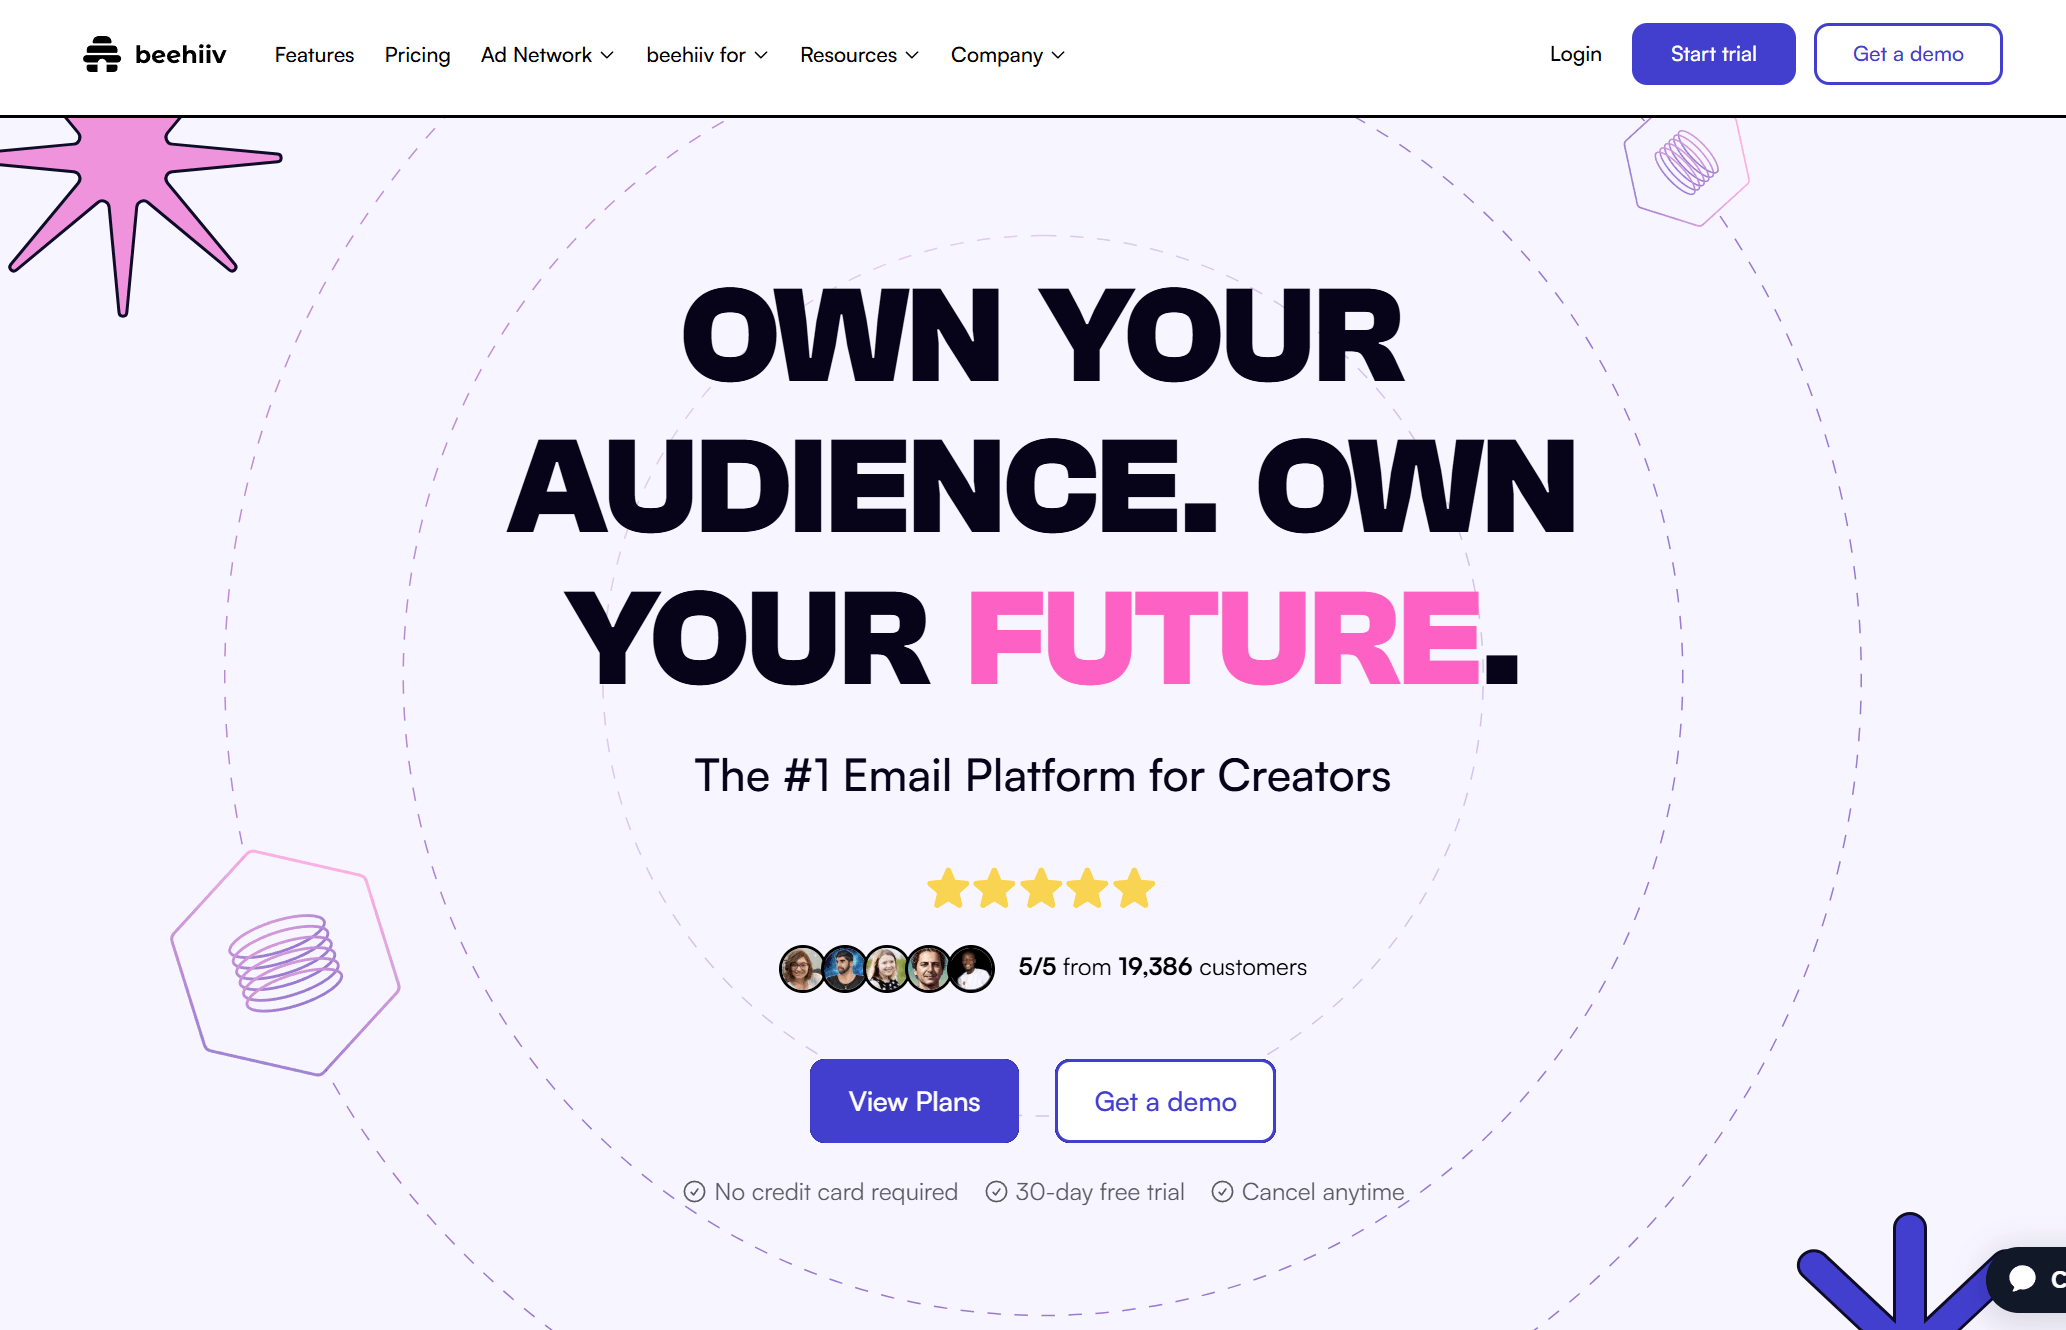 beehiiv Features Pricing Ad Network beehiiv for Resources Company Login Start trial Get a demo
OWN YOUR
AUDIENCE. OWN
YOUR FUTURE.
The #1 Email Platform for Creators
5/5 from 19,386 customers
View Plans Get a demo
No credit card required 30-day free trial Cancel anytime